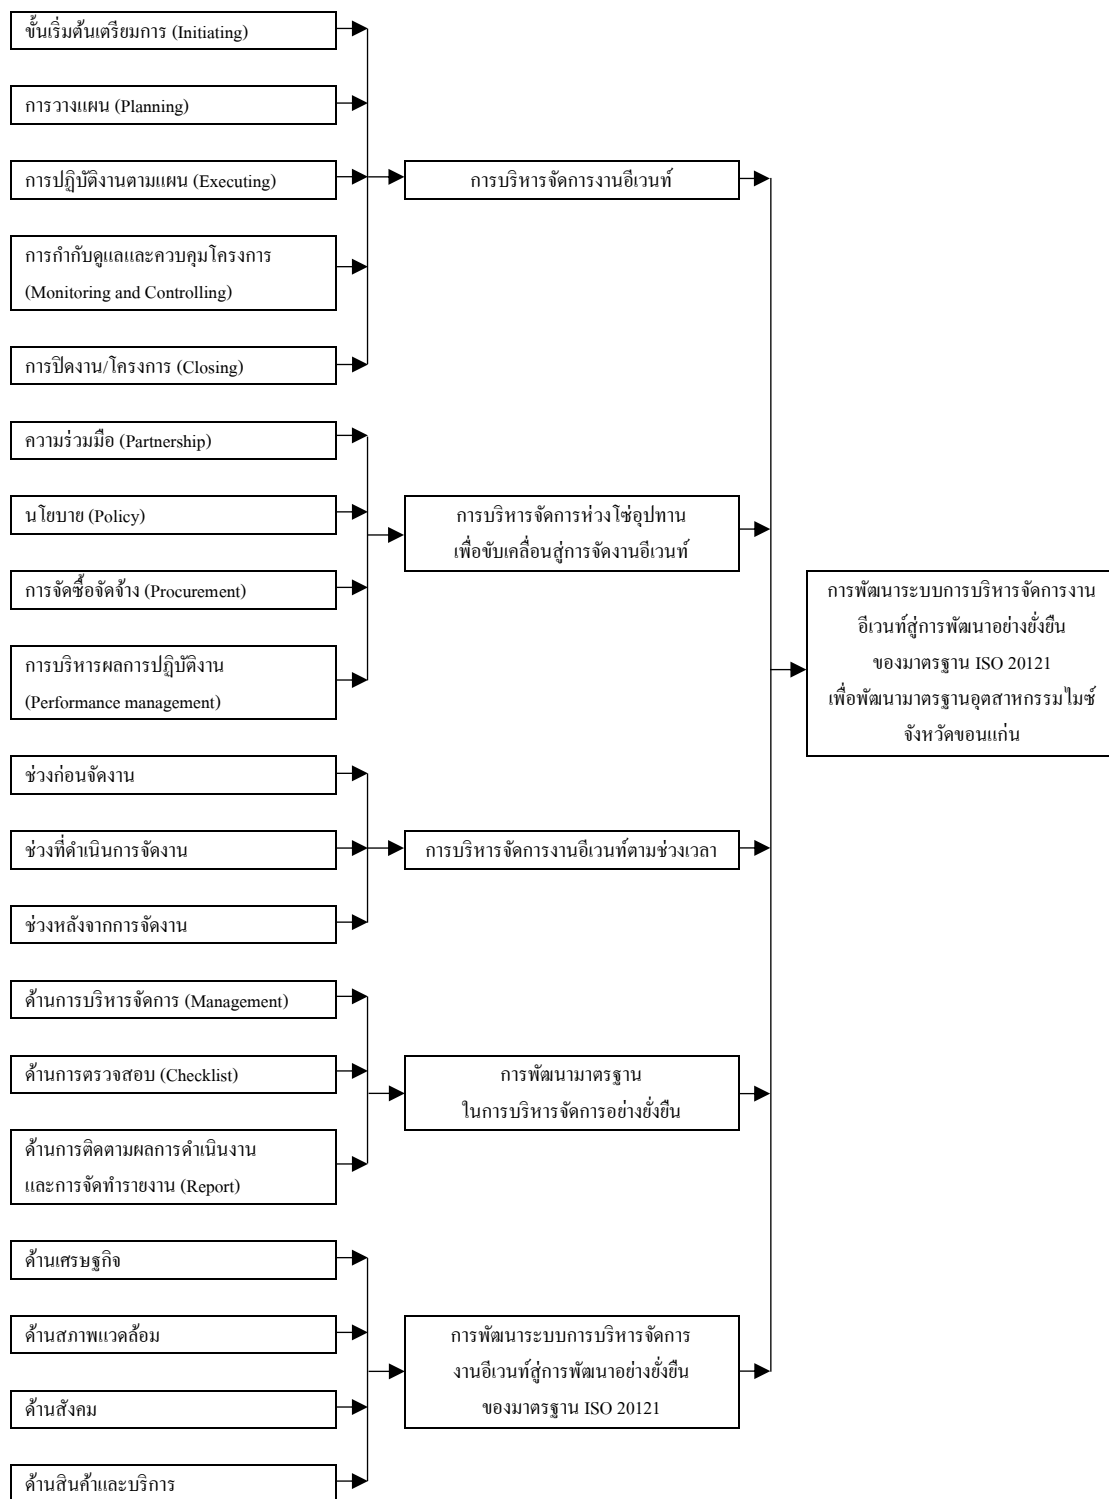 ขั้นเริ่มต้นเตรียมการ (Initiating)
การวางแผน (Planning)
การปฏิบัติงานตามแผน (Executing)
การกำกับดูแลและควบคุมโครงการ
(Monitoring and Controlling)
การปิดงาน/โครงการ (Closing)
การบริหารจัดการงานอีเวนท์
ความร่วมมือ (Partnership)
นโยบาย (Policy)
การจัดซื้อจัดจ้าง (Procurement)
การบริหารผลการปฏิบัติงาน
(Performance management)
การบริหารจัดการห่วงโซ่อุปทาน
เพื่อขับเคลื่อนสู่การจัดงานอีเวนท์
ช่วงก่อนจัดงาน
ช่วงที่ดำเนินการจัดงาน
ช่วงหลังจากการจัดงาน
การบริหารจัดการงานอีเวนท์ตามช่วงเวลา
ด้านการบริหารจัดการ (Management)
ด้านการตรวจสอบ (Checklist)
ด้านการติดตามผลการดำเนินงาน
และการจัดทำรายงาน (Report)
การพัฒนามาตรฐาน
ในการบริหารจัดการอย่างยั่งยืน
ด้านเศรษฐกิจ
ด้านสภาพแวดล้อม
ด้านสังคม
ด้านสินค้าและบริการ
การพัฒนาระบบการบริหารจัดการ
งานอีเวนท์สู่การพัฒนาอย่างยั่งยืน
ของมาตรฐาน ISO 20121
การพัฒนาระบบการบริหารจัดการงาน
อีเวนท์สู่การพัฒนาอย่างยั่งยืน
ของมาตรฐาน ISO 20121
เพื่อพัฒนามาตรฐานอุตสาหกรรมไมซ์
จังหวัดขอนแก่น